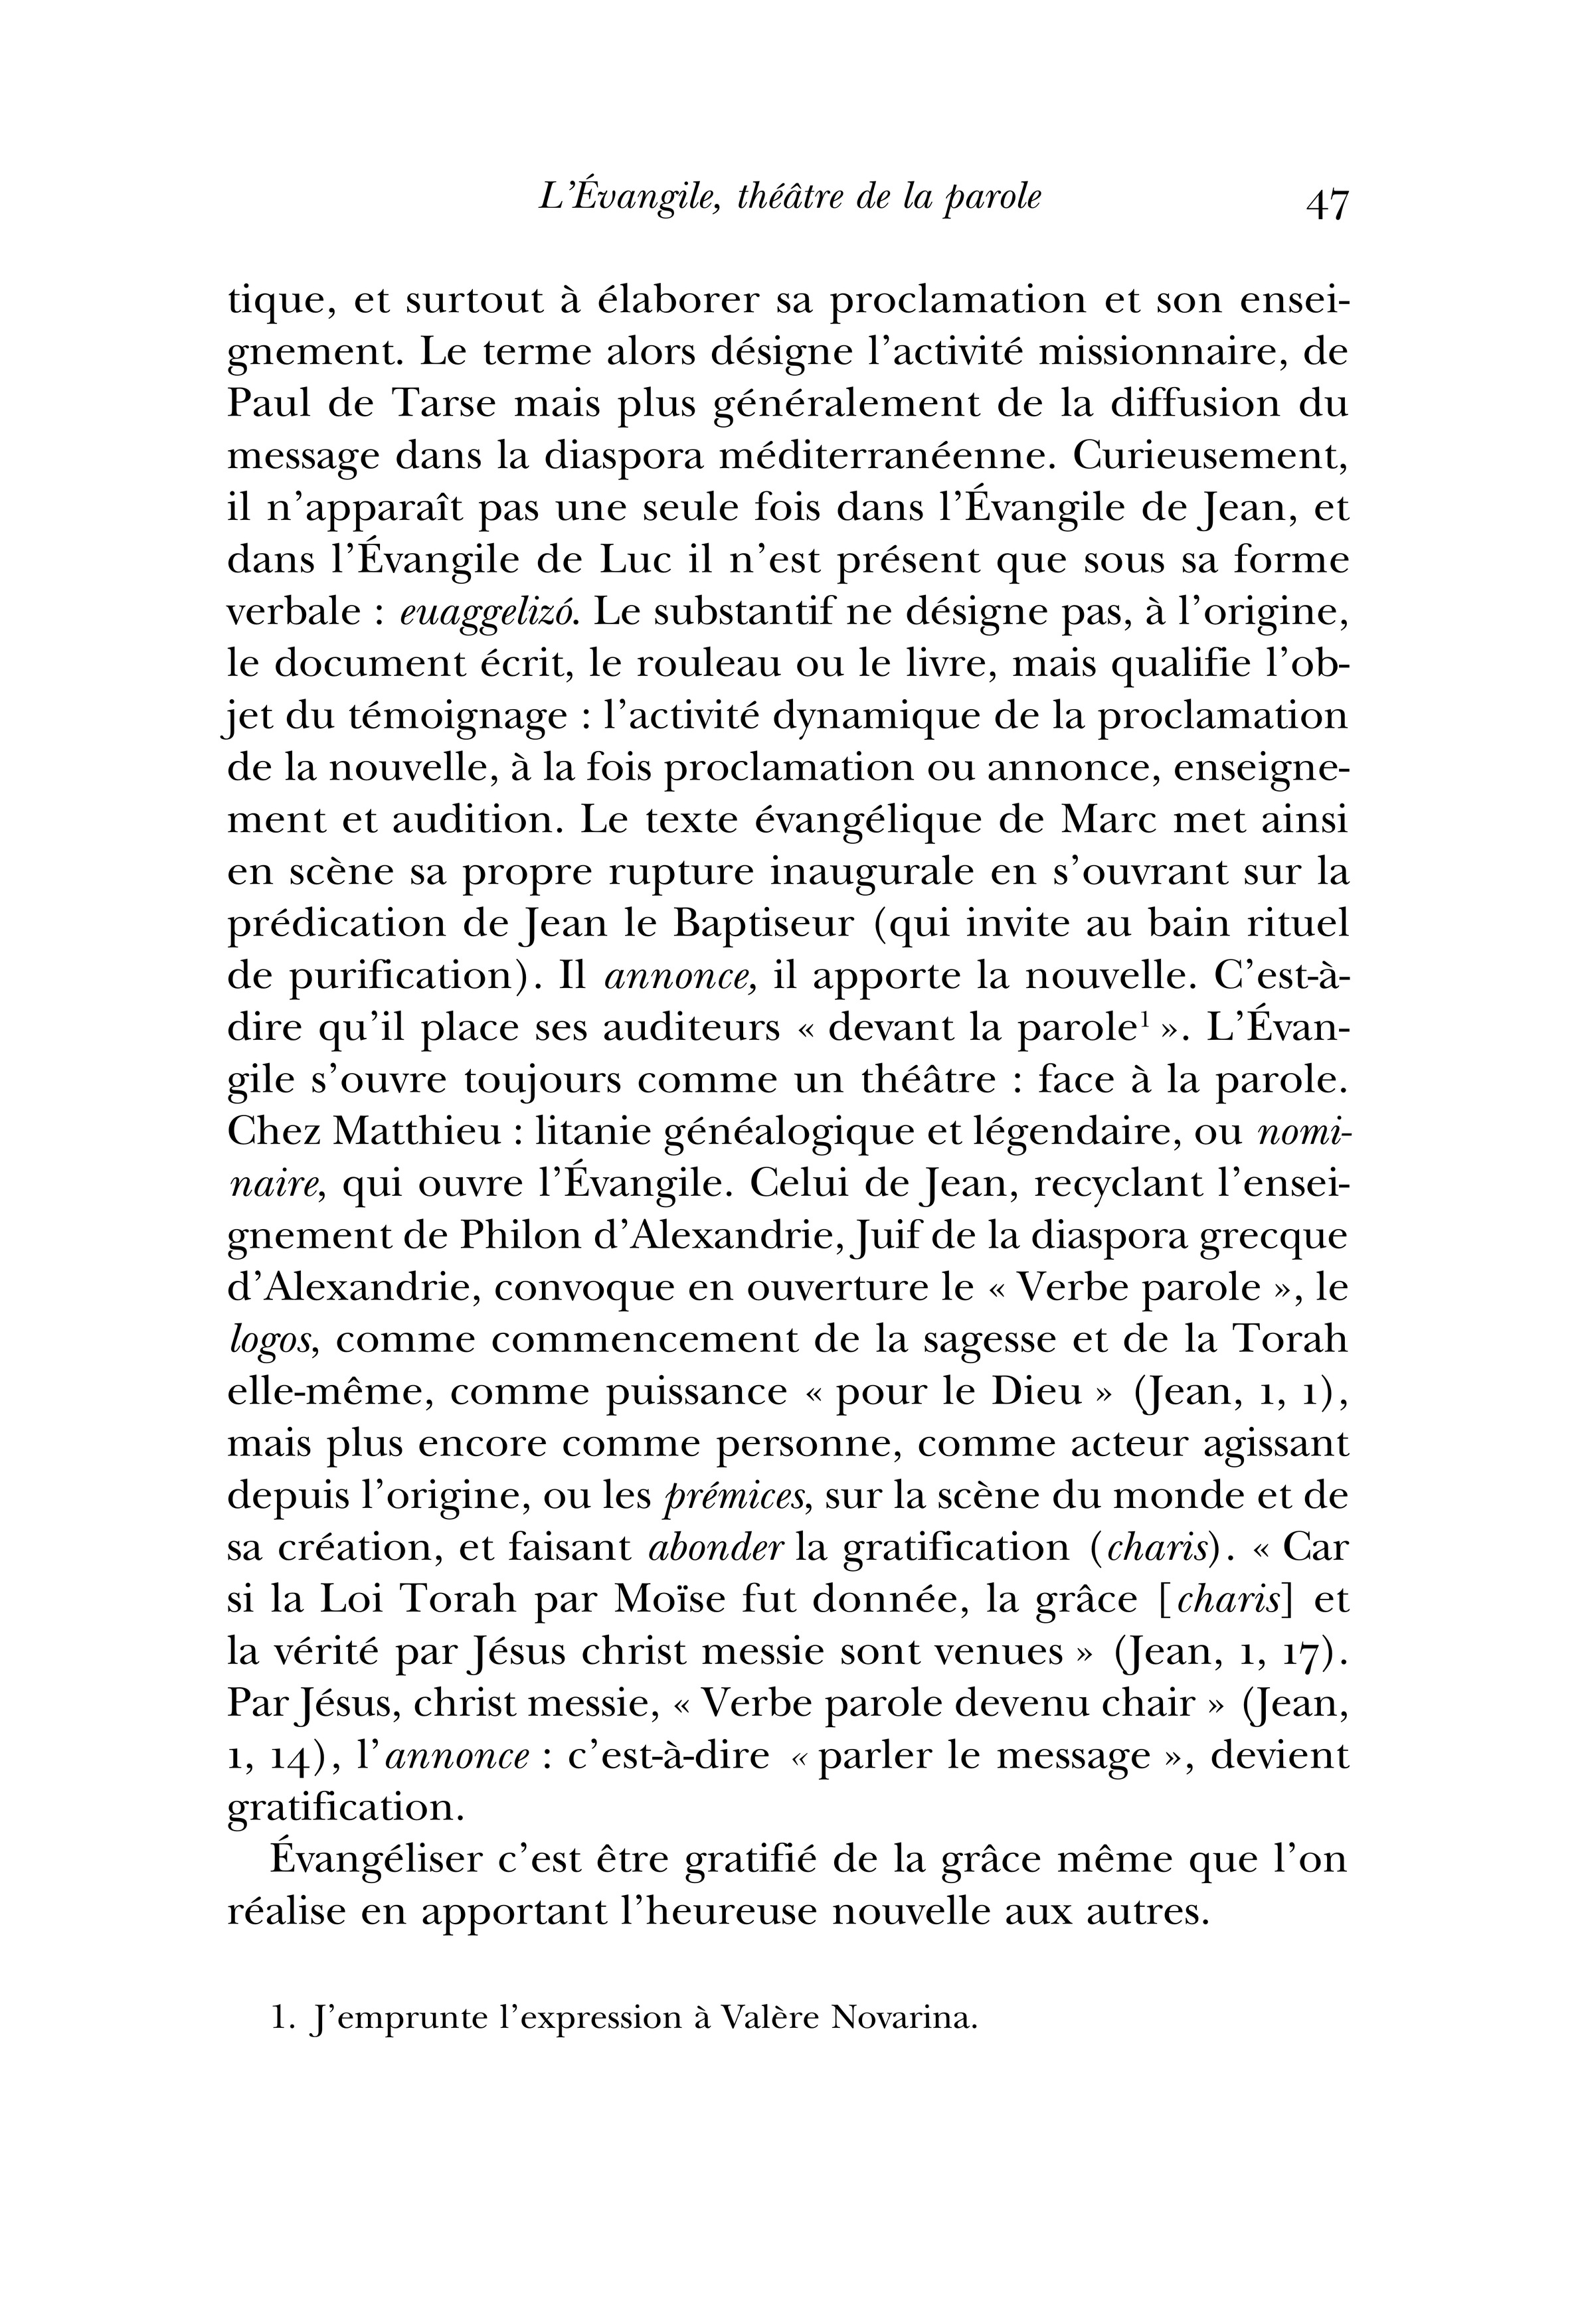 L’Évangile, théâtre de la parole 47
tique, et surtout à élaborer sa proclamation et son ensei-
gnement. Le terme alors désigne l’activité missionnaire, de
Paul de Tarse mais plus généralement de la diffusion du
message dans la diaspora méditerranéenne. Curieusement,
il n’apparaît pas une seule fois dans l’Évangile de Jean, et
dans l’Évangile de Luc il n’est présent que sous sa forme
verbale : euaggelizó. Le substantif ne désigne pas, à l’origine,
le document écrit, le rouleau ou le livre, mais qualifie l’ob-
jet du témoignage : l’activité dynamique de la proclamation
de la nouvelle, à la fois proclamation ou annonce, enseigne-
ment et audition. Le texte évangélique de Marc met ainsi
en scène sa propre rupture inaugurale en s’ouvrant sur la
prédication de Jean le Baptiseur (qui invite au bain rituel
de purification). Il annonce, il apporte la nouvelle. C’est-à-
dire qu’il place ses auditeurs « devant la parole¹ ». L’Évan-
gile s’ouvre toujours comme un théâtre : face à la parole.
Chez Matthieu : litanie généalogique et légendaire, ou nomi-
naire, qui ouvre l’Évangile. Celui de Jean, recyclant l’ensei-
gnement de Philon d’Alexandrie, Juif de la diaspora grecque
d’Alexandrie, convoque en ouverture le « Verbe parole », le
logos, comme commencement de la sagesse et de la Torah
elle-même, comme puissance « pour le Dieu » (Jean, 1, 1),
mais plus encore comme personne, comme acteur agissant
depuis l’origine, ou les prémices, sur la scène du monde et de
sa création, et faisant abonder la gratification (charis). « Car
si la Loi Torah par Moïse fut donnée, la grâce [charis] et
la vérité par Jésus christ messie sont venues » (Jean, 1, 17).
Par Jésus, christ messie, « Verbe parole devenu chair » (Jean,
1, 14), l’annonce : c’est-à-dire « parler le message », devient
gratification.
Évangéliser c’est être gratifié de la grâce même que l’on
réalise en apportant l’heureuse nouvelle aux autres.
1. J’emprunte l’expression à Valère Novarina.